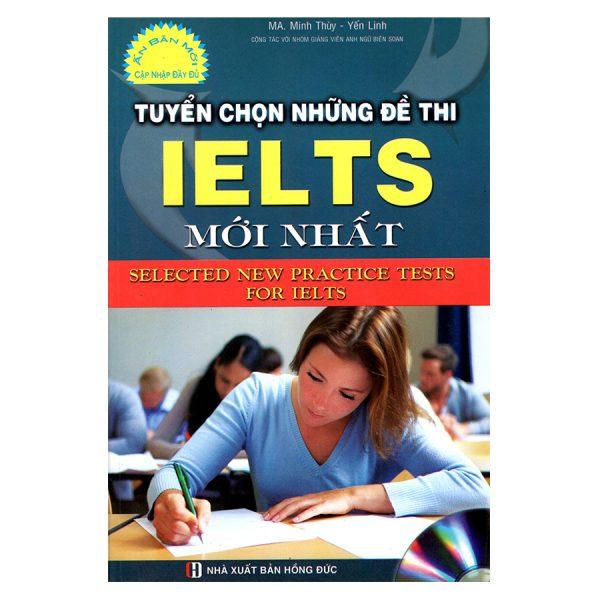 MA. Minh Thùy - Yến Linh
CỘNG TÁC VỚI NHÓM GIẢNG VIÊN ANH NGỮ BIÊN SOẠN
ẤN BẢN MỚI
CẬP NHẬP ĐẦY ĐỦ
TUYỂN CHỌN NHỮNG ĐỀ THI
IELTS
MỚI NHẤT
SELECTED NEW PRACTICE TESTS
FOR IELTS
NHÀ XUẤT BẢN HỒNG ĐỨC